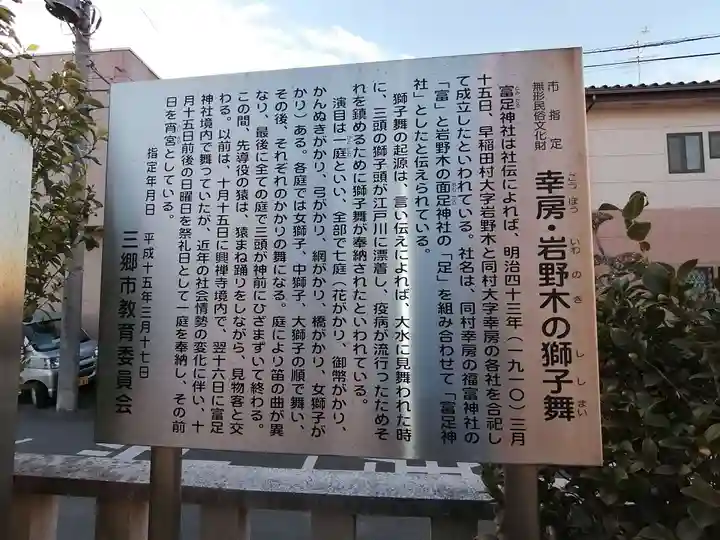 市指定
無形民俗文化財
幸房・岩野木の獅子舞
こうぼう いわのき ししまい
富足神社は社伝によれば、明治四十三年（一九一〇）三月
十五日、早稲田村大字岩野木と同村大字幸房の各社を合祀し
て成立したといわれている。社名は、同村幸房の福富神社の
「富」と岩野木の面足神社の「足」を組み合わせて「富足神
社」としたと伝えられている。
獅子舞の起源は、言い伝えによれば、大水に見舞われた時
に、三頭の獅子頭が江戸川に漂着し、疫病が流行ったためそ
れを鎮めるために獅子舞が奉納されたといわれている。
演目は一庭といい、全部で七庭（花がかり、御幣がかり、
かんぬきがかり、弓がかり、網がかり、橋がかり、女獅子が
かり）ある。各庭では女獅子、中獅子、大獅子の順で舞い、
その後、それぞれのかかりの舞になる。庭により笛の曲が異
なり、最後に全ての庭で三頭が神前にひざまずいて終わる。
この間、先導役の猿は、猿まね踊りをしながら、見物客と交
わる。以前は、十月十五日に興禅寺境内で、翌十六日に富足
神社境内で舞っていたが、近年の社会情勢の変化に伴い、十
月十五日前後の日曜日を祭礼日として一庭を奉納し、その前
日を宵宮としている。
指定年月日 平成十五年三月十七日
三郷市教育委員会